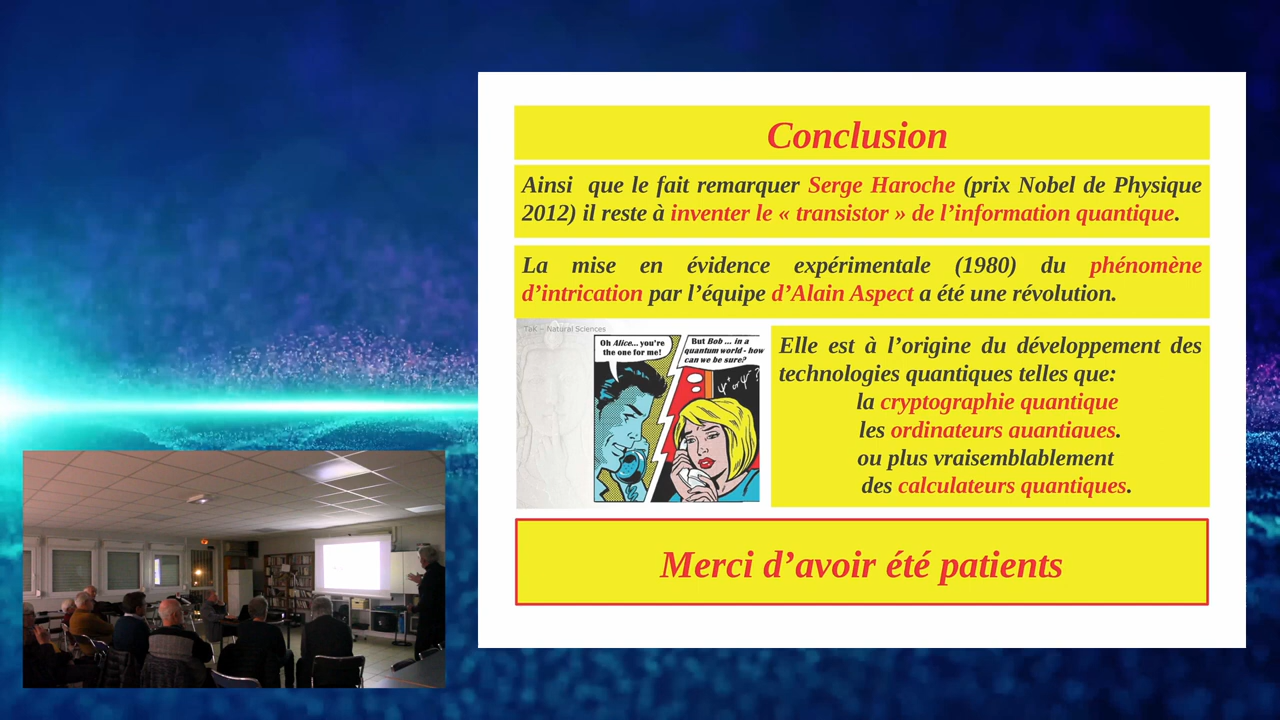 Conclusion
Ainsi que le fait remarquer Serge Haroche (prix Nobel de Physique
2012) il reste à inventer le « transistor » de l’information quantique.
La mise en évidence expérimentale (1980) du phénomène
d’intrication par l’équipe d’Alain Aspect a été une révolution.
Tək ~ Natural Sciences
Oh Alice... you're
the one for me!
But Bob ... in a
quantum world - how
can we be sure?
Elle est à l’origine du développement des
technologies quantiques telles que:
la cryptographie quantique
les ordinateurs quantiques.
ou plus vraisemblablement
des calculateurs quantiques.
Merci d’avoir été patients